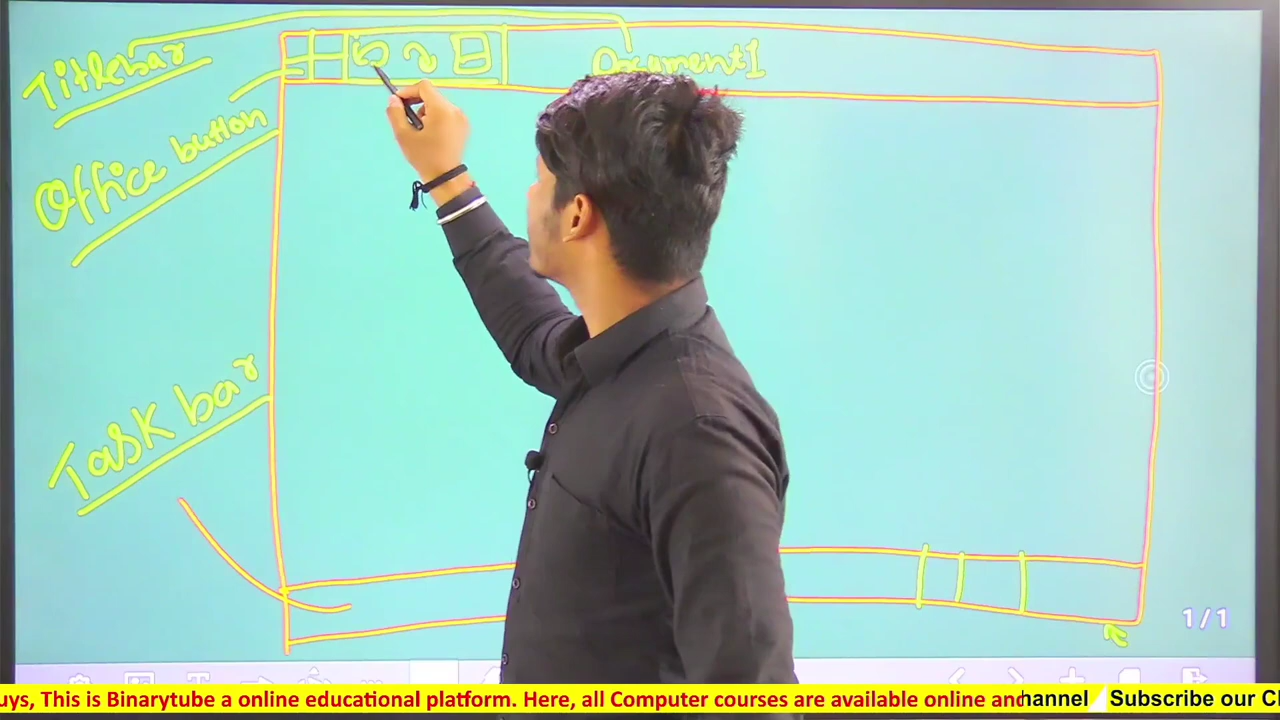 Titlebar
Document1
Office button
Task bar
1/1
uys, This is Binarytube a online educational platform. Here, all Computer courses are available online and
hannel
Subscribe our Cl